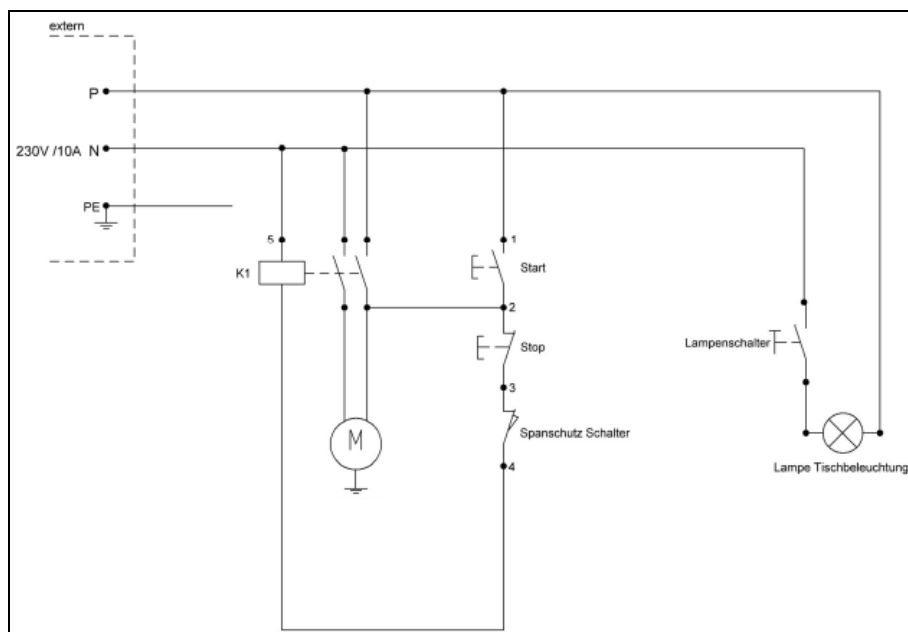 extern
P
230V /10A N
PE
5
1
K1
Start
2
Stop
Lampenschalter
3
Spanschutz Schalter
M
4
Lampe Tischbeleuchtung